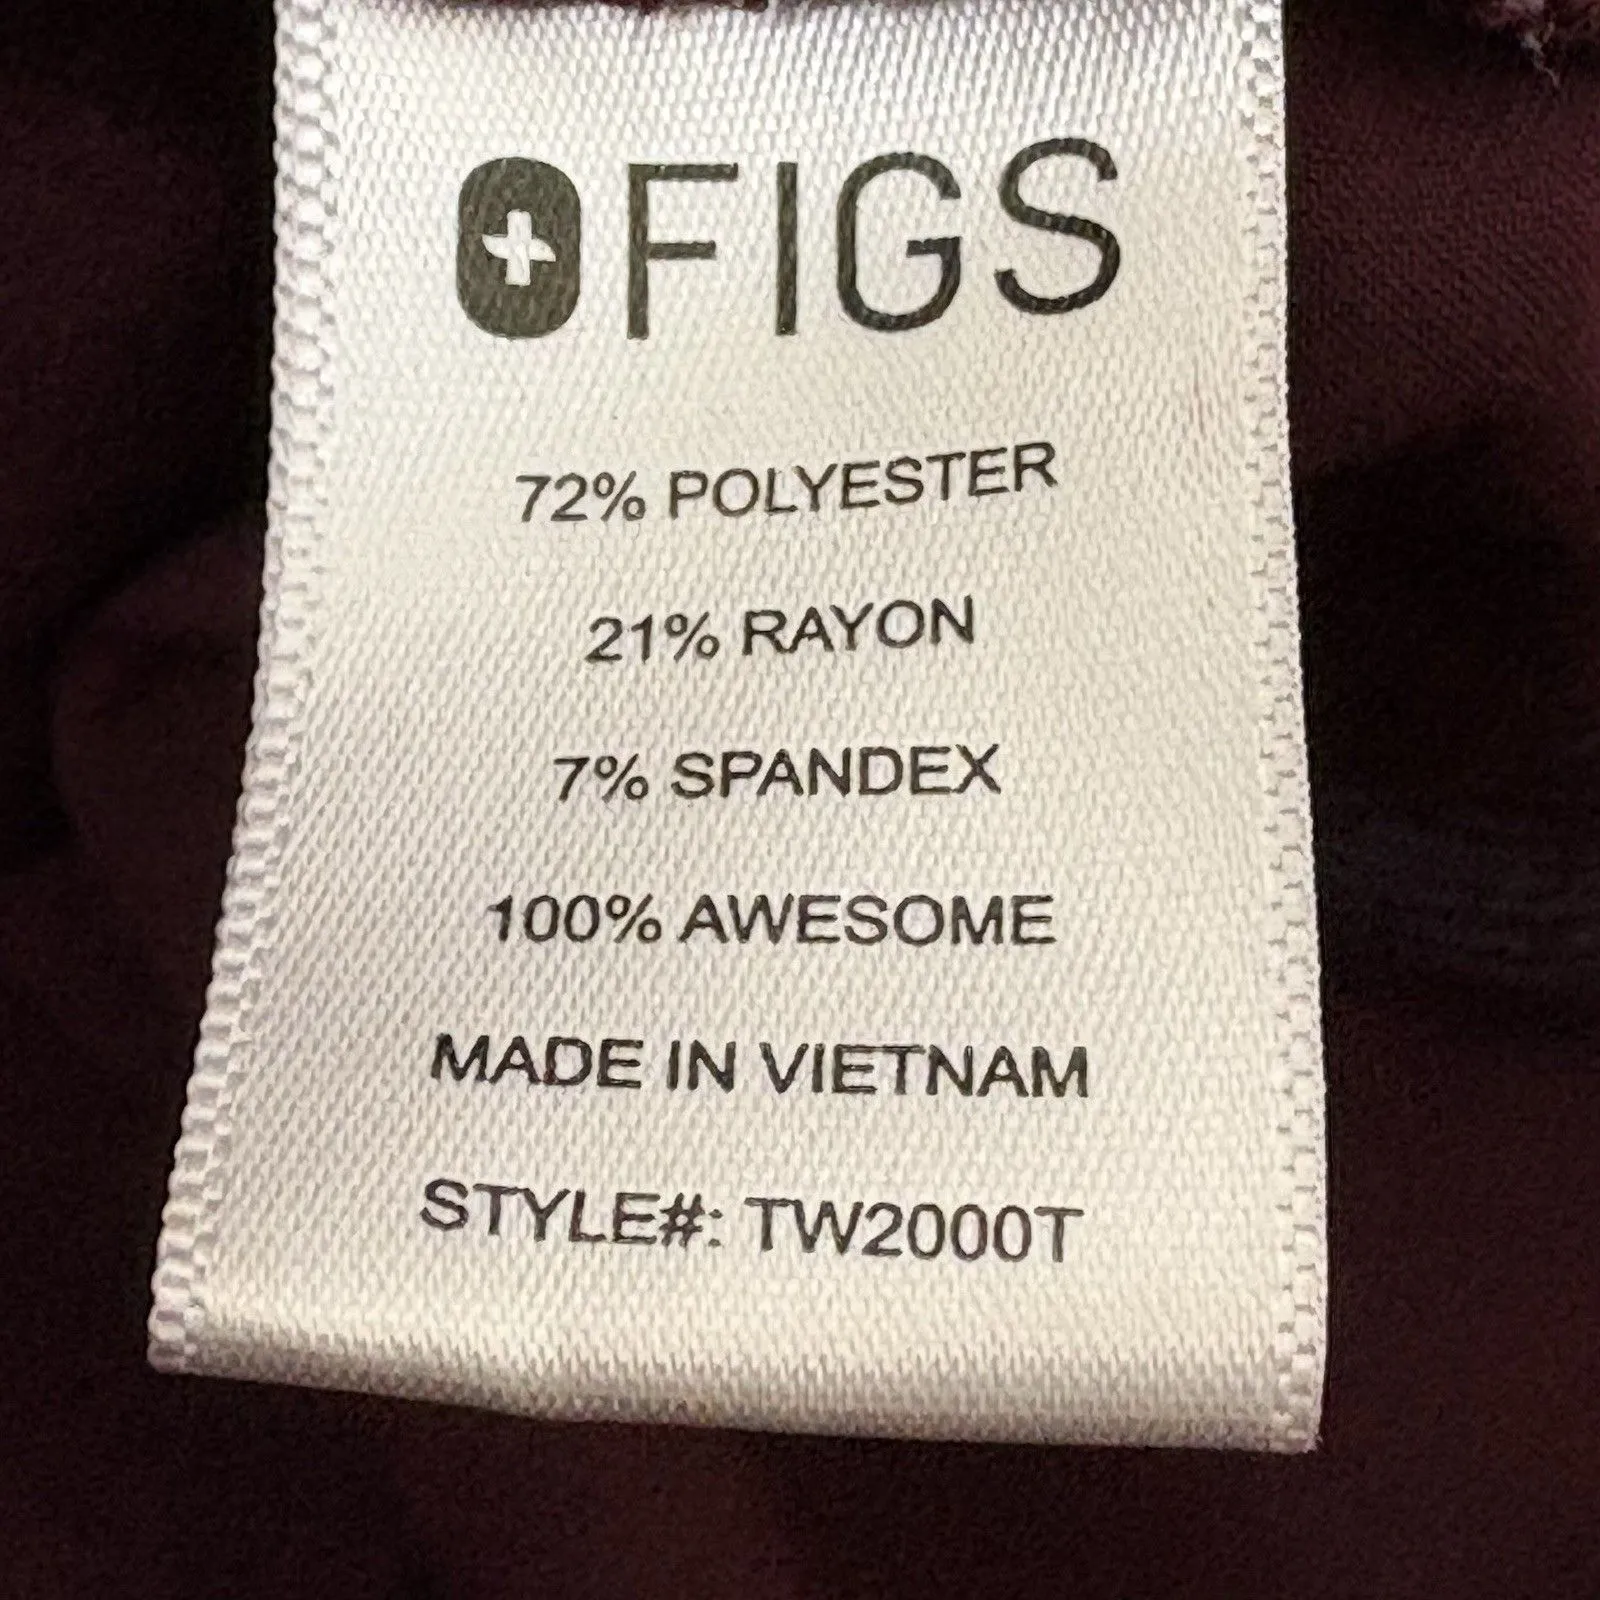 FIGS
72% POLYESTER
21% RAYON
7% SPANDEX
100% AWESOME
MADE IN VIETNAM
STYLE#: TW2000T